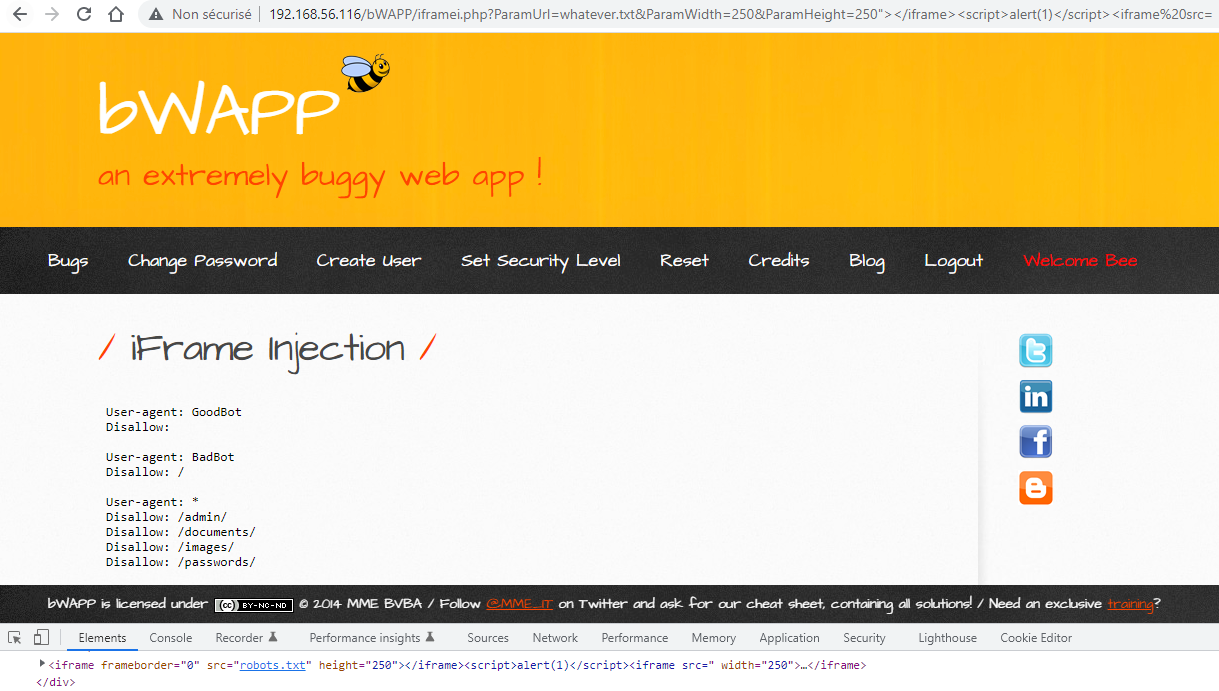 Non sécurisé | 192.168.56.116/bWAPP/iframei.php?ParamUrl=whatever.txt&ParamWidth=250&ParamHeight=250"></iframe><script>alert(1)</script><iframe%20src=
bWAPP
an extremely buggy web app !
Bugs Change Password Create User Set Security Level Reset Credits Blog Logout Welcome Bee
/ iFrame Injection /
User-agent: GoodBot
Disallow:
User-agent: BadBot
Disallow: /
User-agent: *
Disallow: /admin/
Disallow: /documents/
Disallow: /images/
Disallow: /passwords/
bWAPP is licensed under (cc) BY-NC-ND © 2014 MME BVBA / Follow @MME_IT on Twitter and ask for our cheat sheet, containing all solutions! / Need an exclusive training?
Elements Console Recorder Performance insights Sources Network Performance Memory Application Security Lighthouse Cookie Editor
<iframe frameborder="0" src="robots.txt" height="250"></iframe><script>alert(1)</script><iframe src=" width="250">…</iframe>
</div>